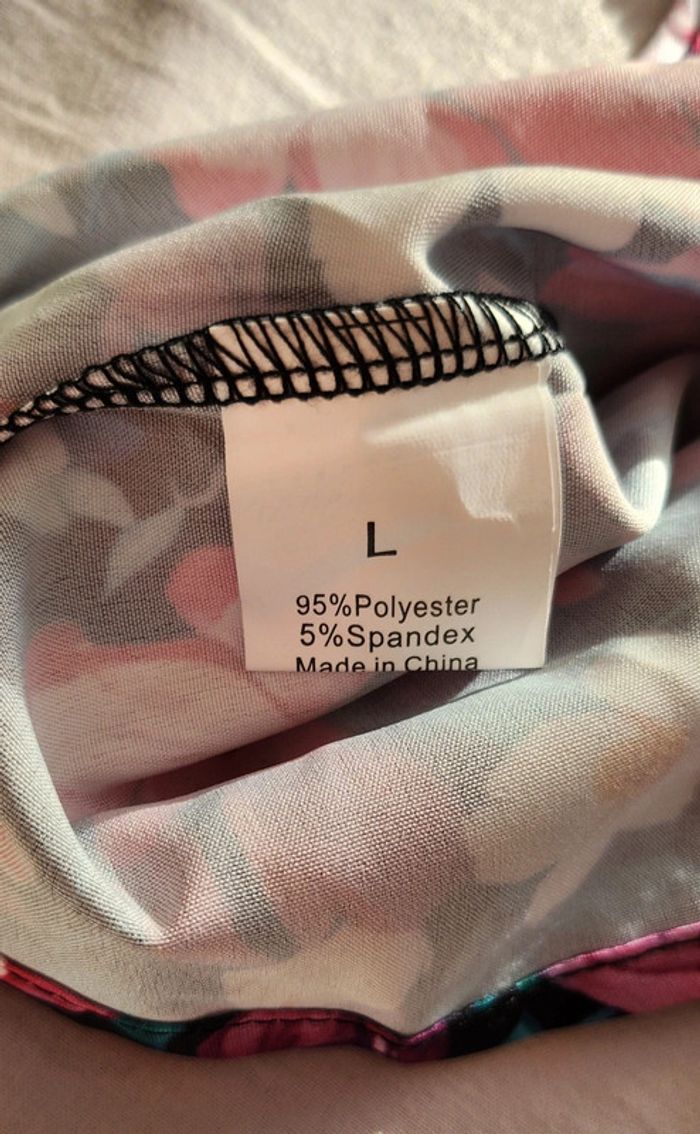 L
95%Polyester
5%Spandex
Made in China